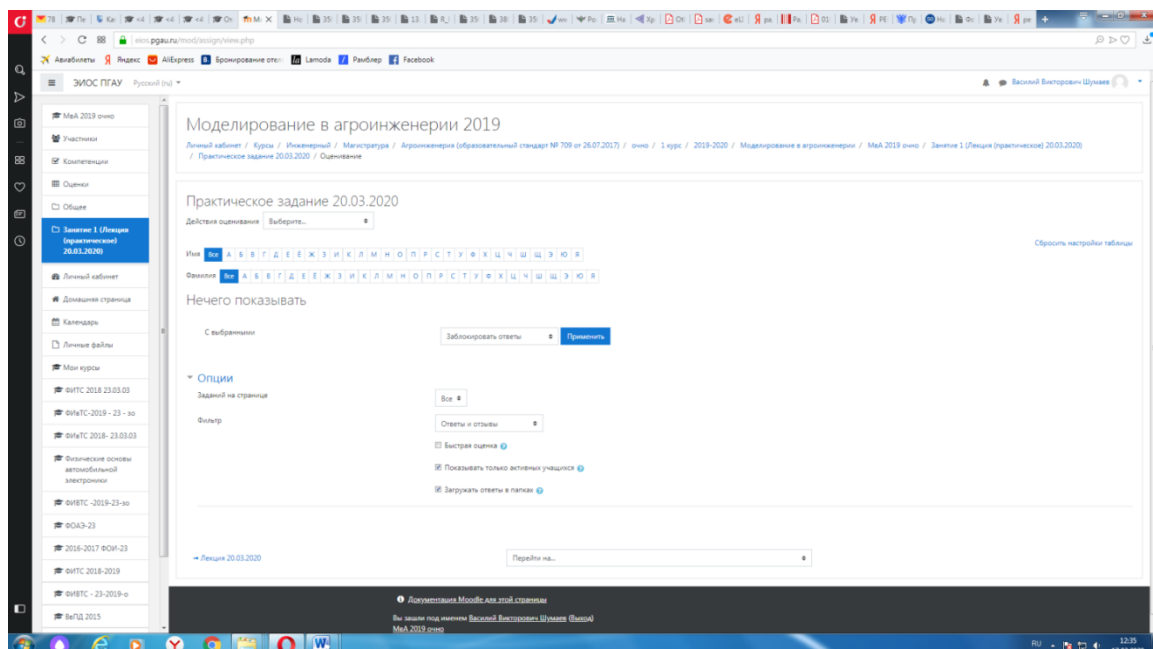 eios.pgau.ru/mod/assign/view.php
Авиабилеты Яндекс AliExpress Бронирование отел Lamoda Рамблер Facebook
ЭИОС ПГАУ Русский (ru) Василий Викторович Шумаев
МвА 2019 очно
Участники
Компетенции
Оценки
Общее
Занятие 1 (Лекция
(практическое)
20.03.2020)
Личный кабинет
Домашняя страница
Календарь
Личные файлы
Мои курсы
ФИТС 2018 23.03.03
ФИвТС-2019 - 23 - зо
ФИвТС 2018- 23.03.03
Физические основы
автомобильной
электроники
ФИВТС -2019-23-зо
ФОАЭ-23
2016-2017 ФОИ-23
ФИТС 2018-2019
ФИВТС - 23-2019-о
ВеПД 2015
Моделирование в агроинженерии 2019
Личный кабинет / Курсы / Инженерный / Магистратура / Агроинженерия (образовательный стандарт № 709 от 26.07.2017) / очно / 1 курс / 2019-2020 / Моделирование в агроинженерии / МвА 2019 очно / Занятие 1 (Лекция (практическое) 20.03.2020)
/ Практическое задание 20.03.2020 / Оценивание
Практическое задание 20.03.2020
Действия оценивания Выберите...
Сбросить настройки таблицы
Имя Все А Б В Г Д Е Ё Ж З И К Л М Н О П Р С Т У Ф Х Ц Ч Ш Щ Э Ю Я
Фамилия Все А Б В Г Д Е Ё Ж З И К Л М Н О П Р С Т У Ф Х Ц Ч Ш Щ Э Ю Я
Нечего показывать
С выбранными Заблокировать ответы Применить
Опции
Заданий на странице Все
Фильтр Ответы и отзывы
Быстрая оценка
Показывать только активных учащихся
Загружать ответы в папках
Лекция 20.03.2020 Перейти на...
Документация Moodle для этой страницы
Вы зашли под именем Василий Викторович Шумаев (Выход)
МвА 2019 очно
RU 12:35